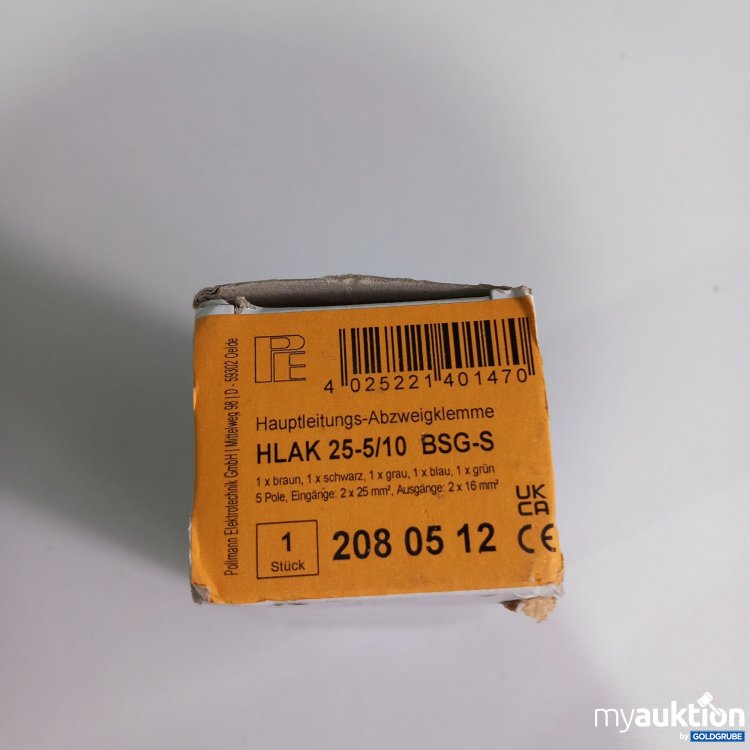 PE
4 025221 401470
Hauptleitungs-Abzweigklemme
HLAK 25-5/10 BSG-S
1 x braun, 1 x schwarz, 1 x grau, 1 x blau, 1 x grün
5 Pole, Eingänge: 2 x 25 mm², Ausgänge: 2 x 16 mm²
1
Stück
208 05 12
UK
CA
CE
Pollmann Elektrotechnik GmbH | Mittelweg 98 | D - 59302 Oelde
myauktion
by GOLDGRUBE